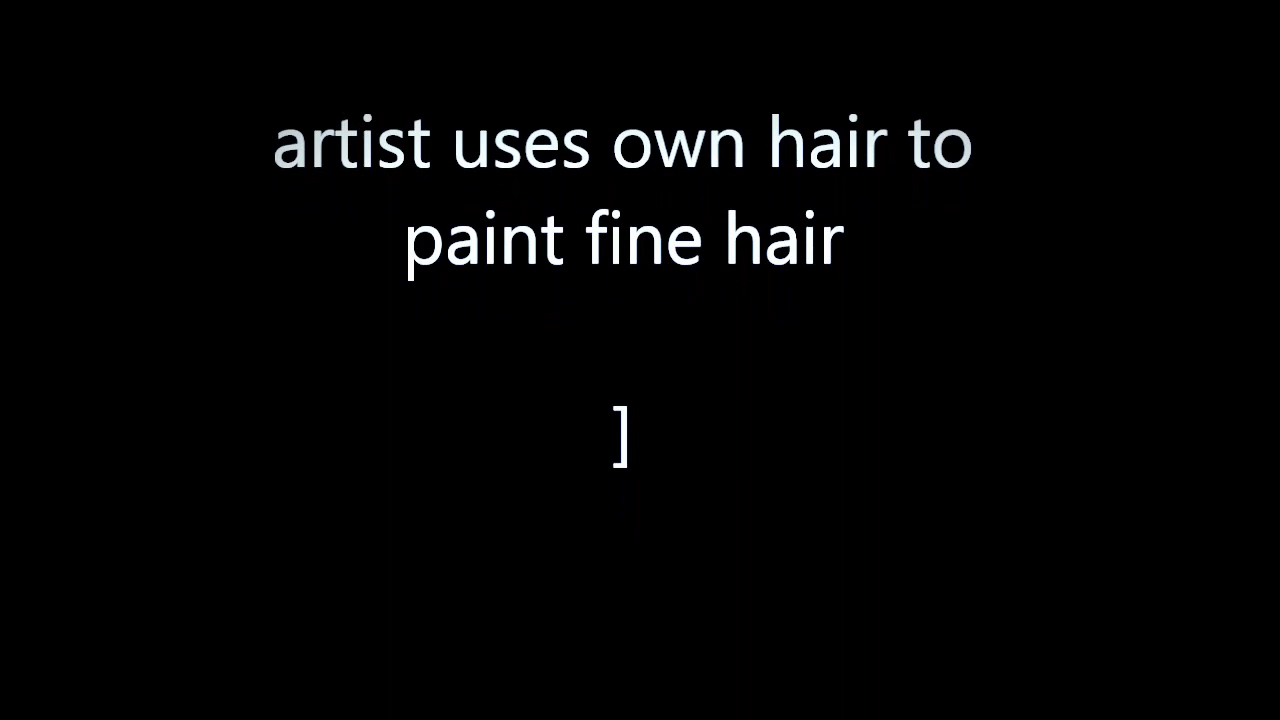 artist uses own hair to
paint fine hair
]